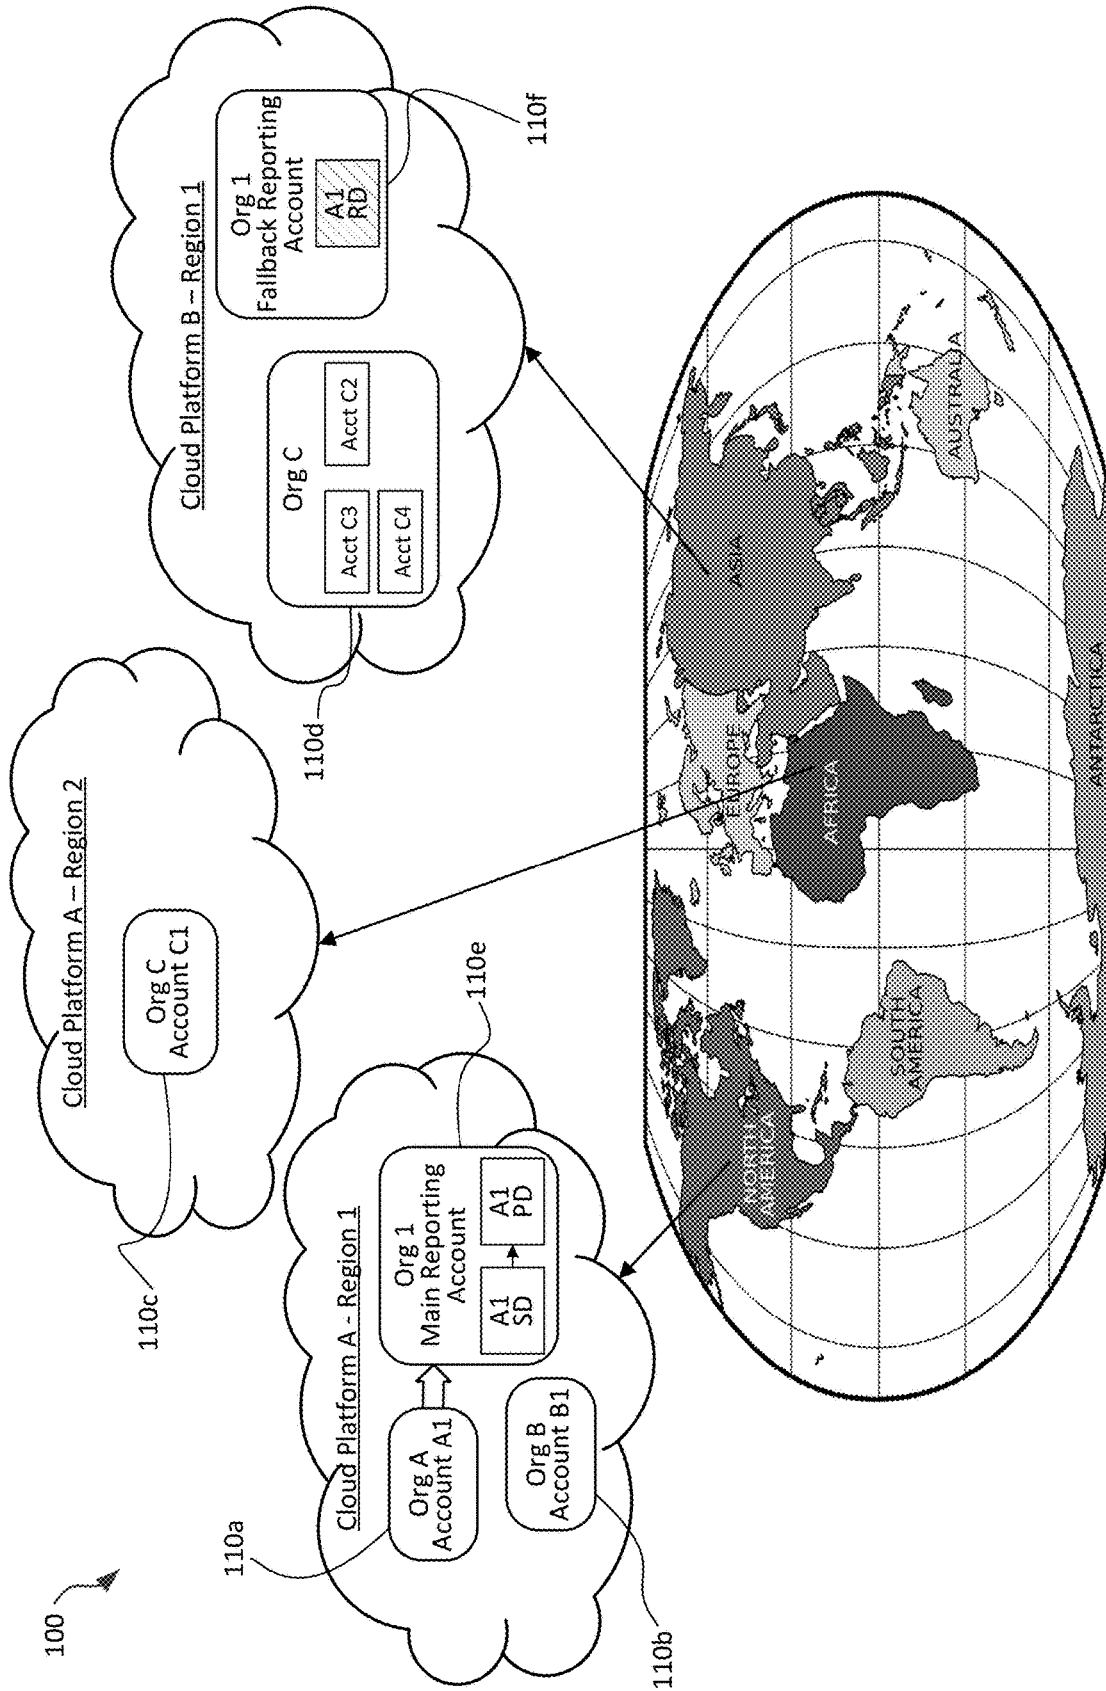 100
Cloud Platform A - Region 1
110a
Org A
Account A1
Org 1
Main Reporting
Account
A1
SD
A1
PD
110e
Org B
Account B1
110b
Cloud Platform A – Region 2
Org C
Account C1
110c
Cloud Platform B – Region 1
Org C
Acct C3
Acct C2
Acct C4
110d
Org 1
Fallback Reporting
Account
A1
RD
110f
NORTH
AMERICA
SOUTH
AMERICA
EUROPE
AFRICA
ASIA
AUSTRALIA
ANTARCTICA